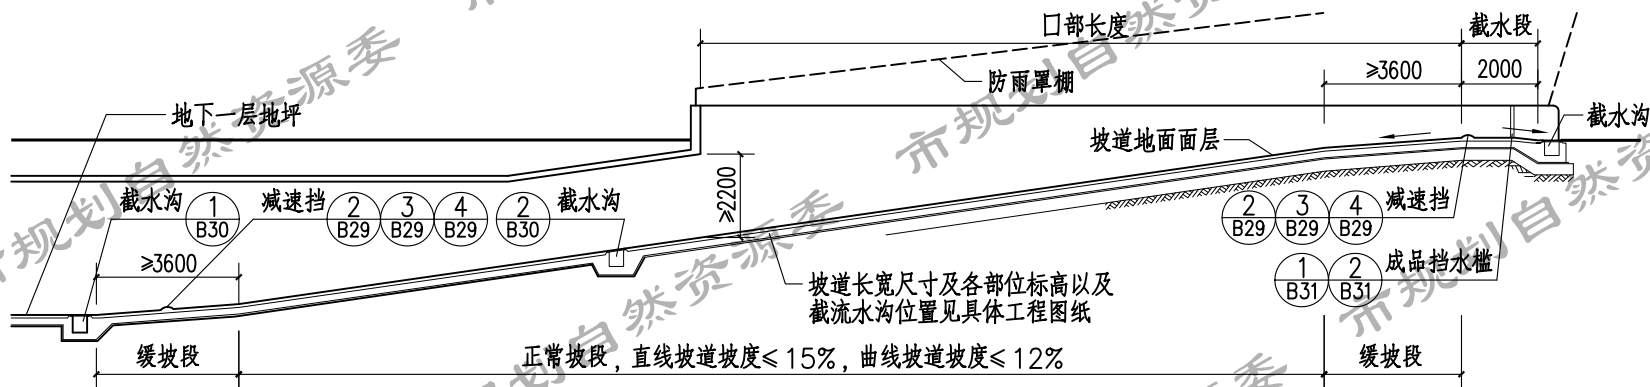 口部长度
截水段
≥3600
2000
防雨罩棚
地下一层地坪
截水沟
坡道地面面层
≥2200
截水沟
1
B30
减速挡
2
B29
3
B29
4
B29
2
B30
截水沟
2
B29
3
B29
4
B29
减速挡
≥3600
1
B31
2
B31
成品挡水槛
坡道长宽尺寸及各部位标高以及
截流水沟位置见具体工程图纸
缓坡段
正常坡段，直线坡道坡度≤15%，曲线坡道坡度≤12%
缓坡段
市规划自然资源委
市规划自然资源委
市规划自然资源委
市规划自然资源委